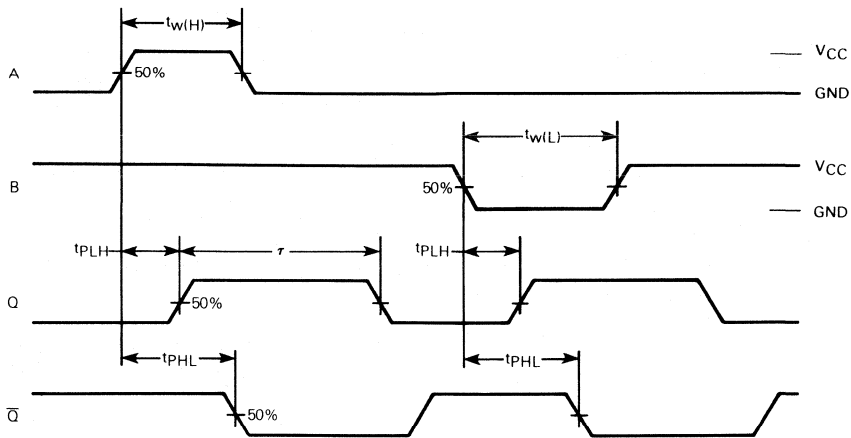 tw(H)
A
50%
VCC
GND
tw(L)
B
50%
VCC
GND
tPLH
τ
tPLH
Q
50%
tPHL
tPHL
Q̅
50%